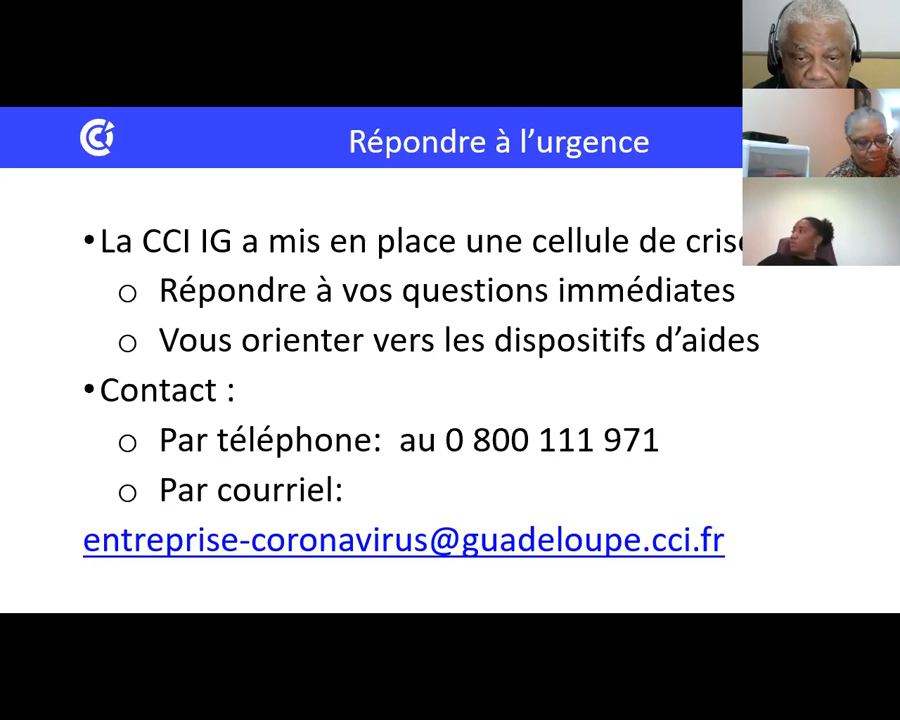 Répondre à l’urgence
•La CCI IG a mis en place une cellule de crise
o Répondre à vos questions immédiates
o Vous orienter vers les dispositifs d’aides
•Contact :
o Par téléphone:  au 0 800 111 971
o Par courriel:
entreprise-coronavirus@guadeloupe.cci.fr